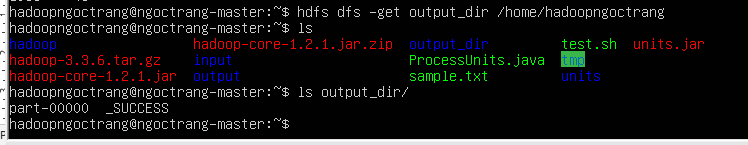 hadoopngoctrang@ngoctrang-master:~$ hdfs dfs -get output_dir /home/hadoopngoctrang
hadoopngoctrang@ngoctrang-master:~$ ls
hadoop hadoop-core-1.2.1.jar.zip output_dir test.sh units.jar
hadoop-3.3.6.tar.gz input ProcessUnits.java tmp
hadoop-core-1.2.1.jar output sample.txt units
hadoopngoctrang@ngoctrang-master:~$ ls output_dir/
part-00000 _SUCCESS
hadoopngoctrang@ngoctrang-master:~$